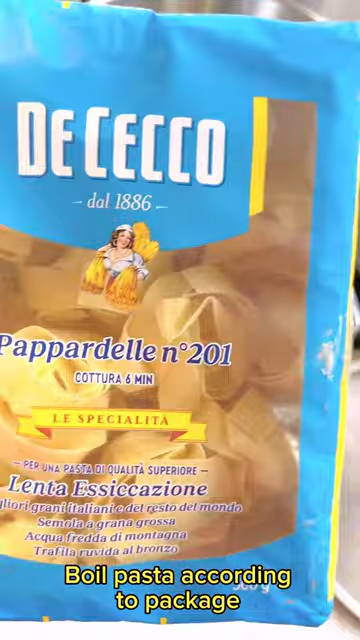 DE CECCO
dal 1886
Pappardelle n°201
COTTURA 6 MIN
LE SPECIALITÀ
PER UNA PASTA DI QUALITÀ SUPERIORE
Lenta Essiccazione
gliori grani italiani e del resto del mondo
Semola a grana grossa
Acqua fredda di montagna
Trafila ruvida al bronzo
Boil pasta according
to package